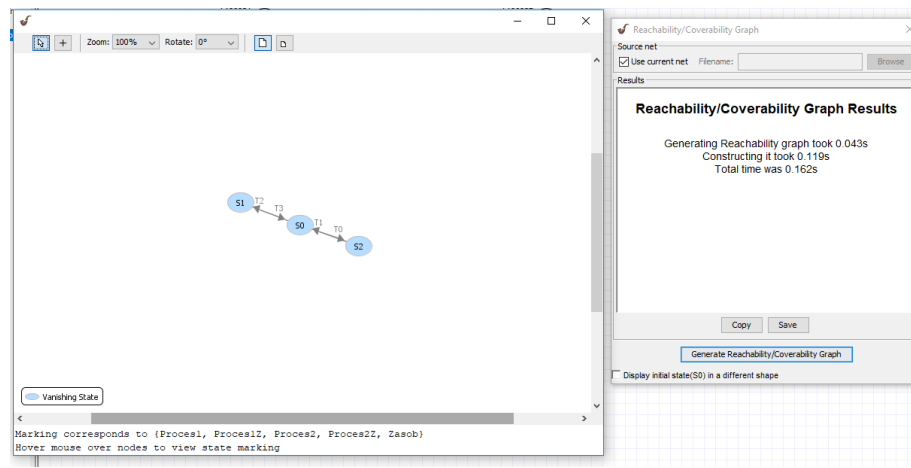 Zoom: 100% Rotate: 0°
S1 T2
T3
S0 T1
T0
S2
Vanishing State
Marking corresponds to {Proces1, Proces1Z, Proces2, Proces2Z, Zasob}
Hover mouse over nodes to view state marking
Reachability/Coverability Graph
Source net
Use current net Filename: Browse
Results
Reachability/Coverability Graph Results
Generating Reachability graph took 0.043s
Constructing it took 0.119s
Total time was 0.162s
Copy Save
Generate Reachability/Coverability Graph
Display initial state(S0) in a different shape